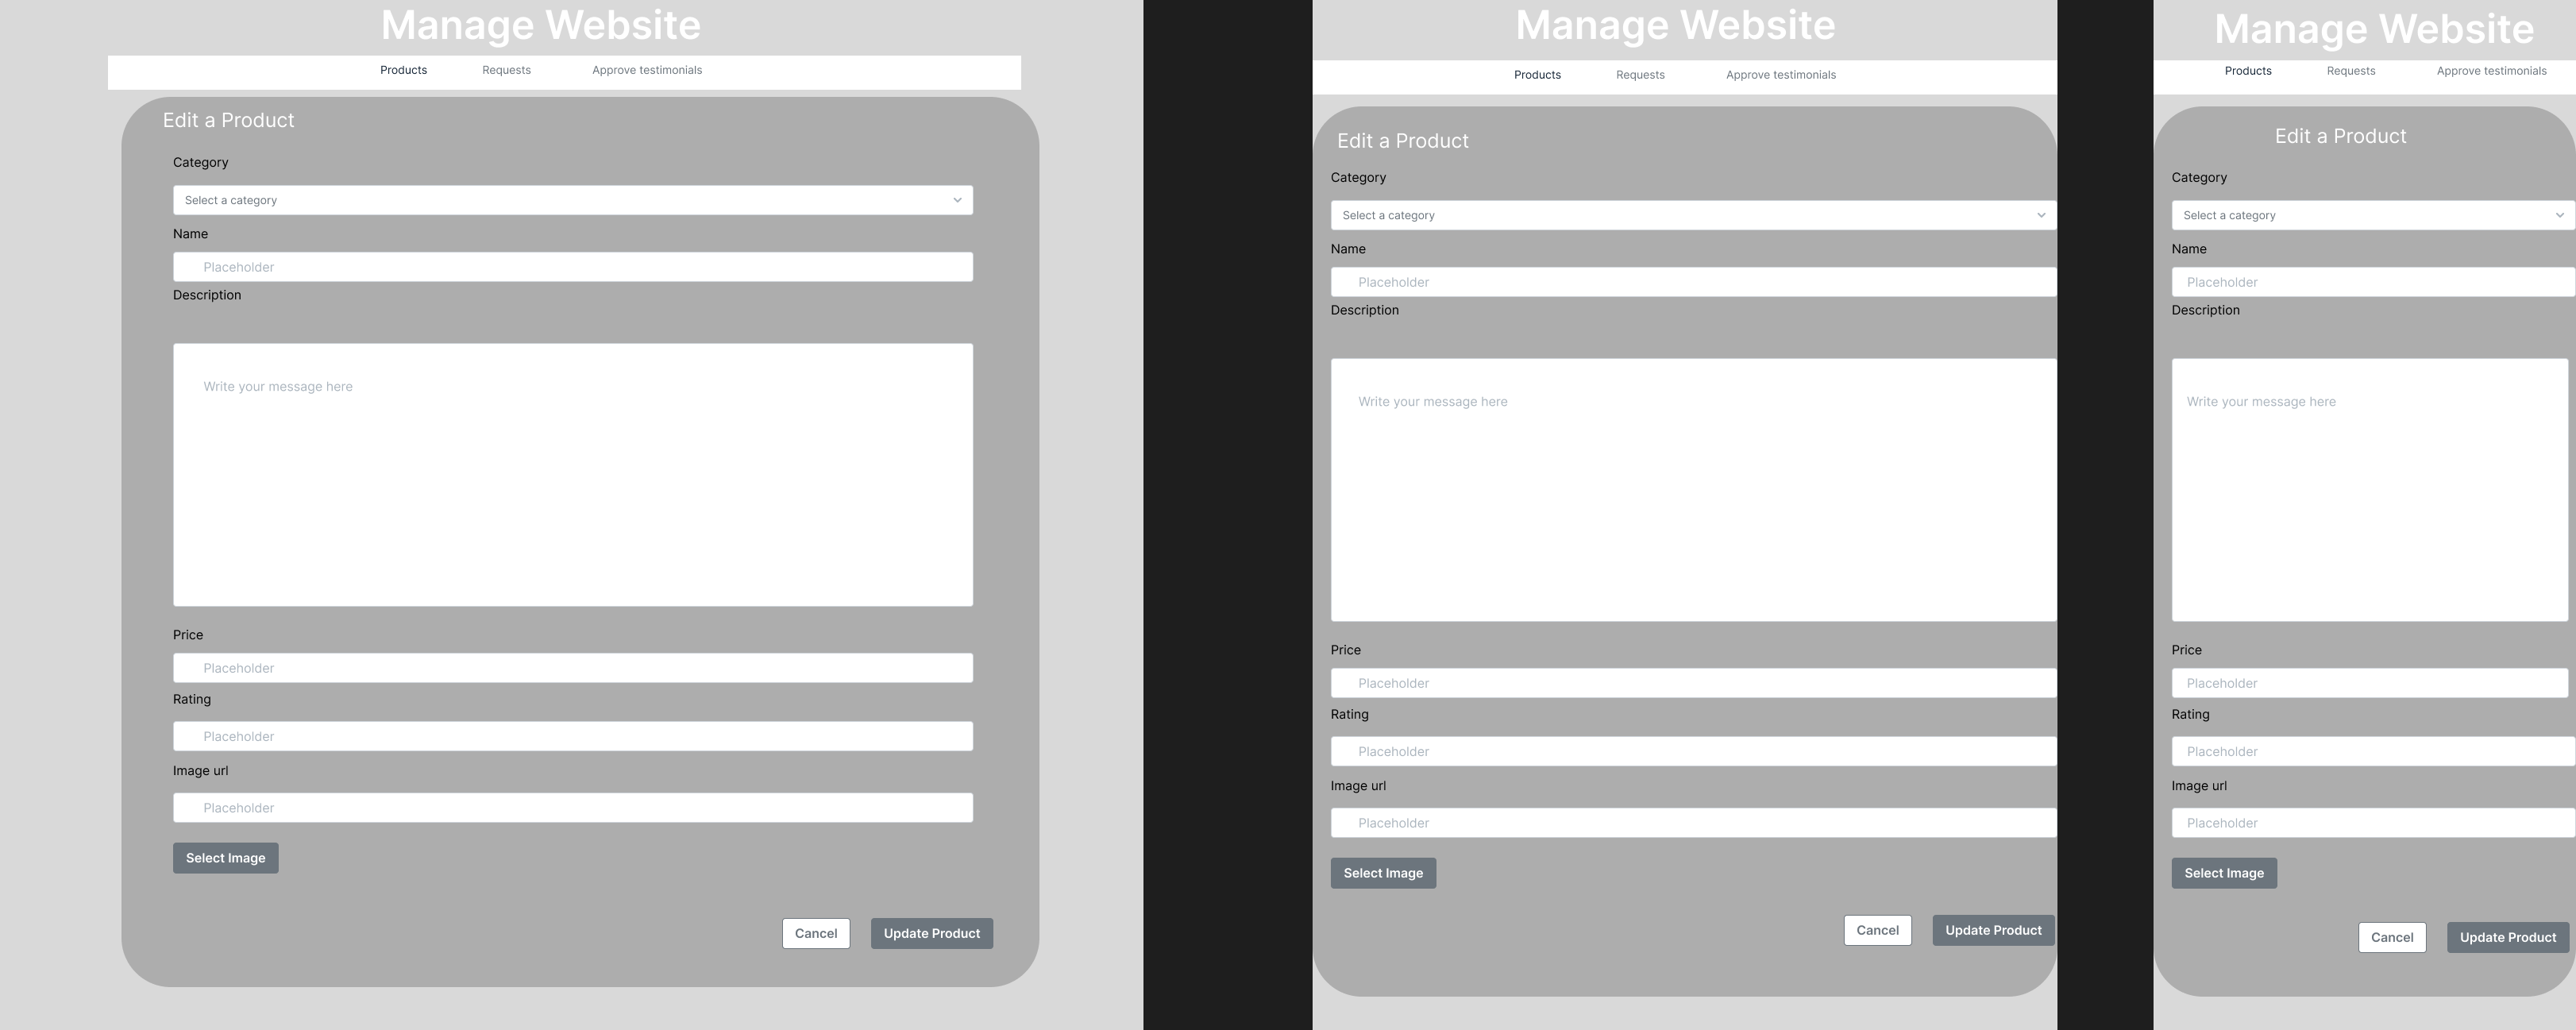 Manage Website
Products Requests Approve testimonials
Edit a Product
Category
Select a category
Name
Placeholder
Description
Write your message here
Price
Placeholder
Rating
Placeholder
Image url
Placeholder
Select Image
Cancel Update Product
Manage Website
Products Requests Approve testimonials
Edit a Product
Category
Select a category
Name
Placeholder
Description
Write your message here
Price
Placeholder
Rating
Placeholder
Image url
Placeholder
Select Image
Cancel Update Product
Manage Website
Products Requests Approve testimonials
Edit a Product
Category
Select a category
Name
Placeholder
Description
Write your message here
Price
Placeholder
Rating
Placeholder
Image url
Placeholder
Select Image
Cancel Update Product